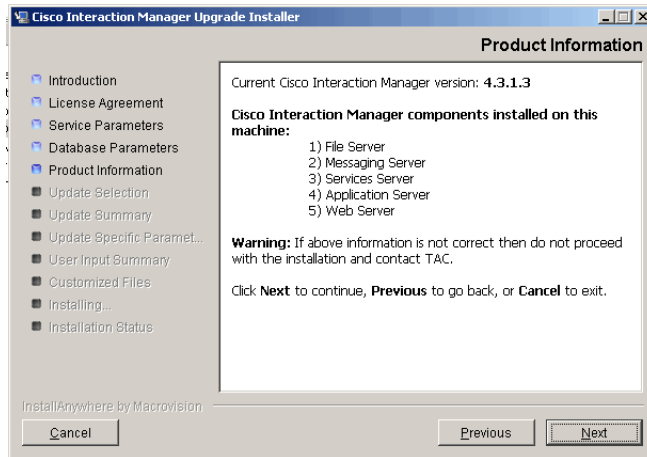 Cisco Interaction Manager Upgrade Installer
Product Information
Introduction
License Agreement
Service Parameters
Database Parameters
Product Information
Update Selection
Update Summary
Update Specific Paramet...
User Input Summary
Customized Files
Installing...
Installation Status
Current Cisco Interaction Manager version: 4.3.1.3
Cisco Interaction Manager components installed on this
machine:
1) File Server
2) Messaging Server
3) Services Server
4) Application Server
5) Web Server
Warning: If above information is not correct then do not proceed
with the installation and contact TAC.
Click Next to continue, Previous to go back, or Cancel to exit.
InstallAnywhere by Macrovision
Cancel
Previous
Next